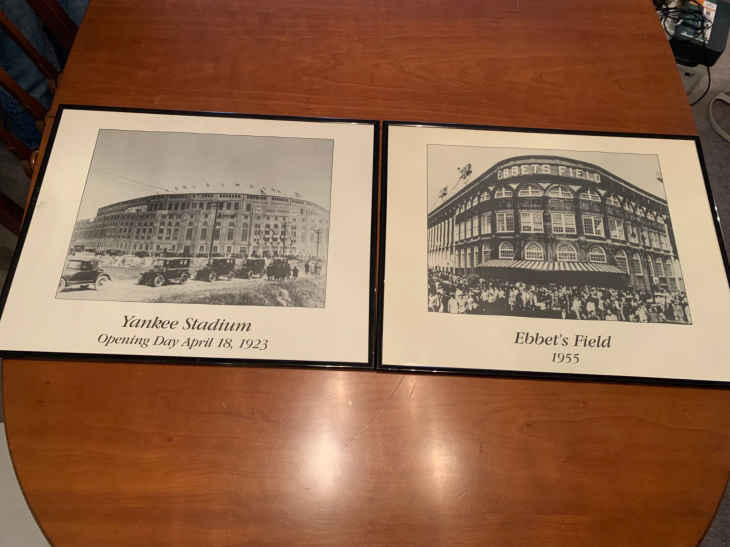 Yankee Stadium
Opening Day April 18, 1923
EBBETS FIELD
Ebbet's Field
1955